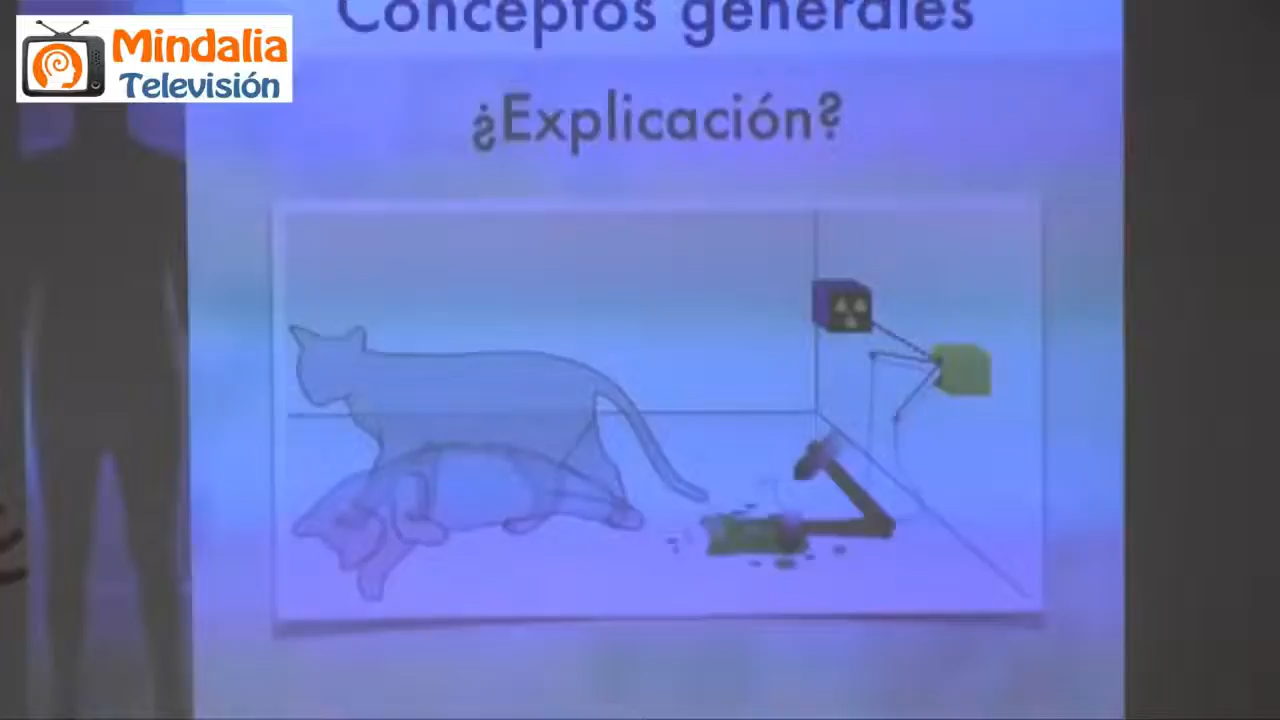 Mindalia
Televisión
Conceptos generales
¿Explicación?